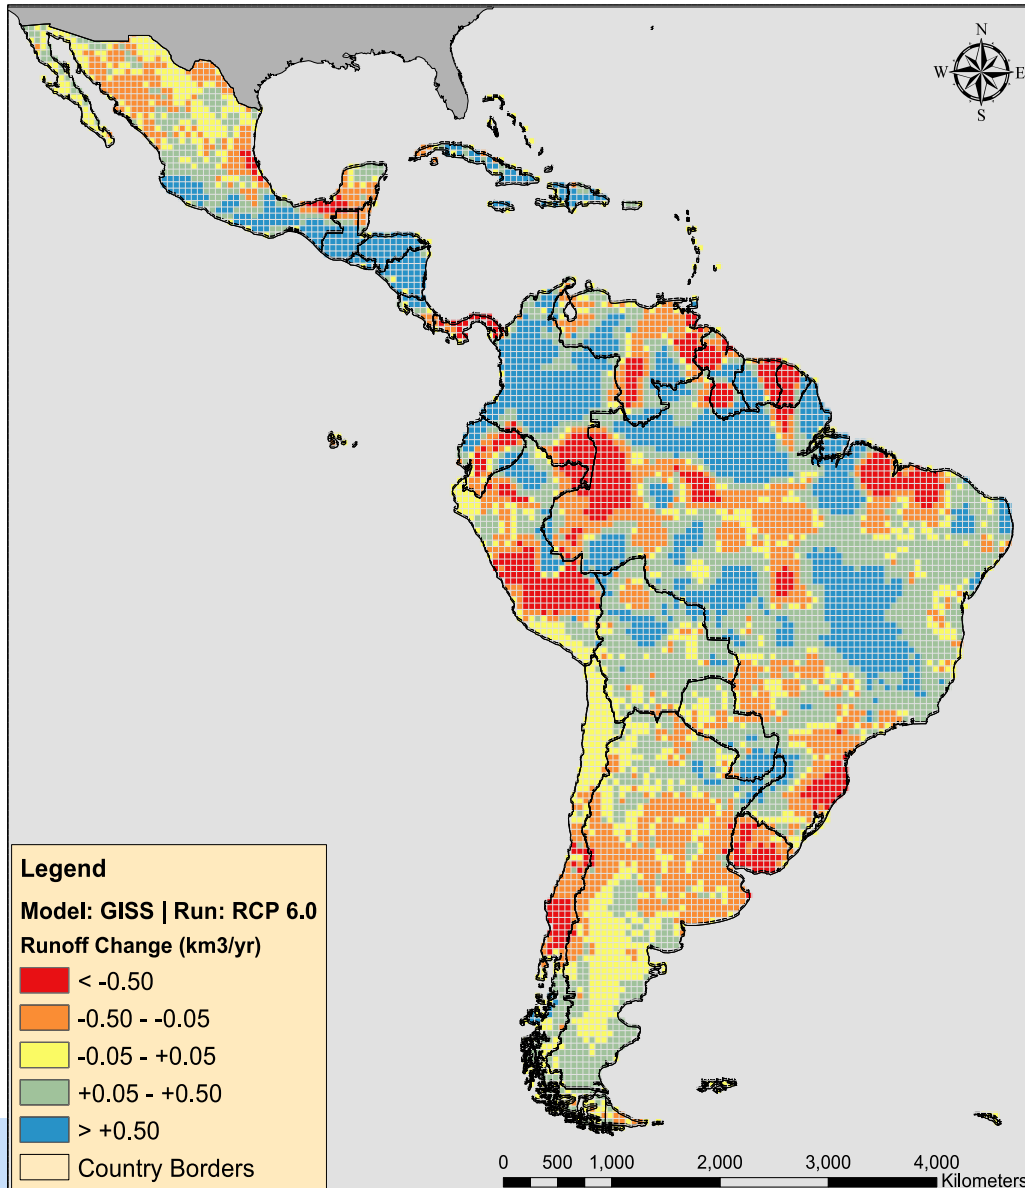 N
W E
S
Legend
Model: GISS | Run: RCP 6.0
Runoff Change (km3/yr)
< -0.50
-0.50 - -0.05
-0.05 - +0.05
+0.05 - +0.50
> +0.50
Country Borders
0 500 1,000 2,000 3,000 4,000
Kilometers